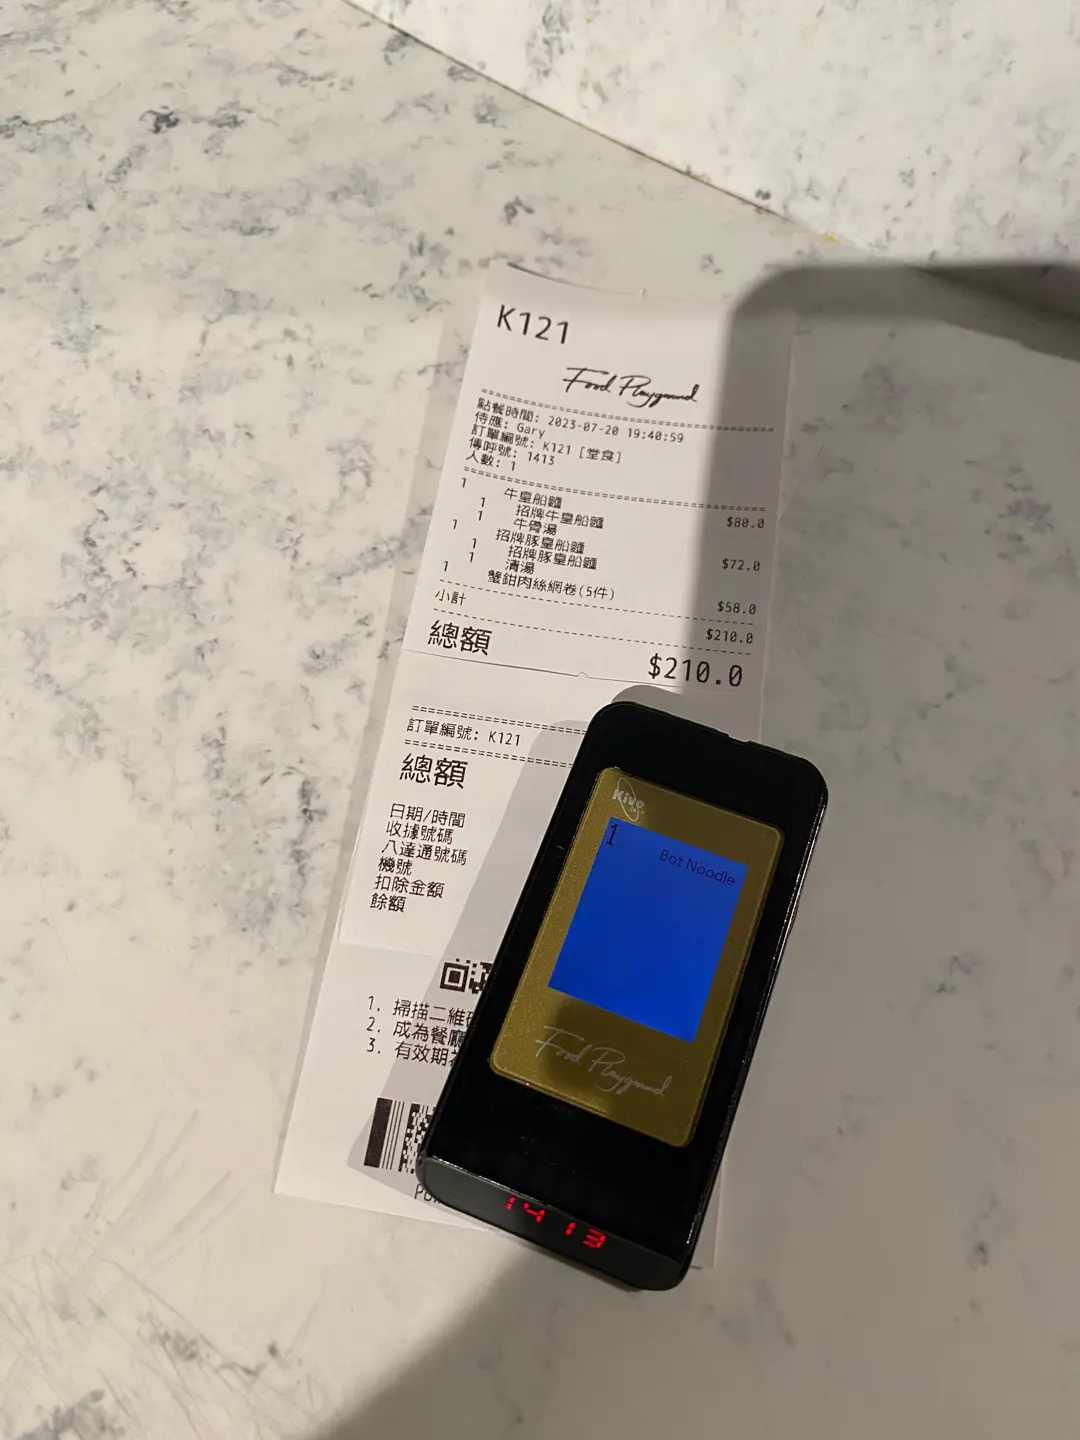 K121
Food Playground
點餐時間: 2023-07-20 19:40:59
侍應: Gary
訂單編號: K121 [堂食]
傳呼號: 1413
人數: 1
1 牛皇船麵 $80.0
1 招牌牛皇船麵
1 牛骨湯
1 招牌豚皇船麵 $72.0
1 招牌豚皇船麵
1 清湯
1 蟹鉗肉絲網卷(5件) $58.0
小計 $210.0
總額 $210.0
訂單編號: K121
總額
日期/時間
收據號碼
八達通號碼
機號
扣除金額
餘額
1. 掃描二維
2. 成為餐廳
3. 有效期
Kivo
tech
1
Bot Noodle
Food Playground
1413